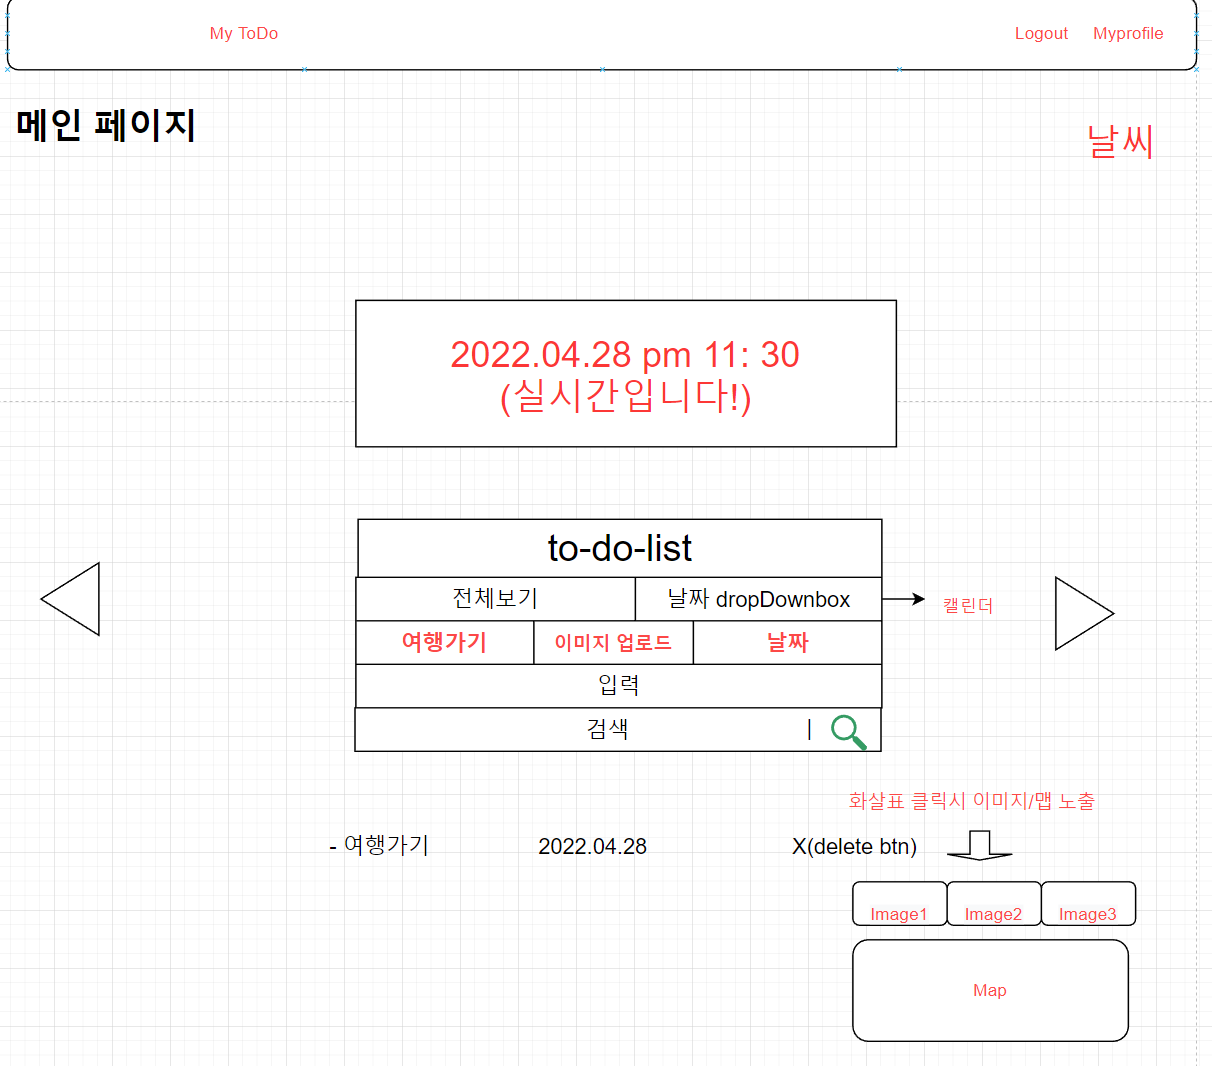 My ToDo Logout Myprofile
메인 페이지
날씨
2022.04.28 pm 11: 30
(실시간입니다!)
to-do-list
전체보기 날짜 dropDownbox 캘린더
여행가기 이미지 업로드 날짜
입력
검색 |
화살표 클릭시 이미지/맵 노출
- 여행가기 2022.04.28 X(delete btn)
Image1 Image2 Image3
Map